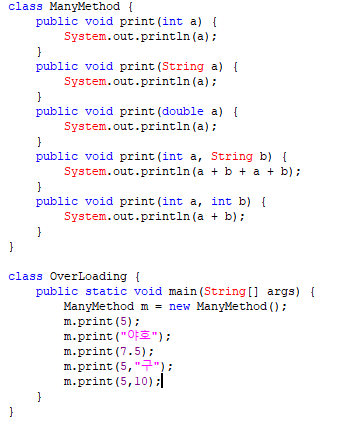 class ManyMethod {
    public void print(int a) {
        System.out.println(a);
    }
    public void print(String a) {
        System.out.println(a);
    }
    public void print(double a) {
        System.out.println(a);
    }
    public void print(int a, String b) {
        System.out.println(a + b + a + b);
    }
    public void print(int a, int b) {
        System.out.println(a + b);
    }
}

class OverLoading {
    public static void main(String[] args) {
        ManyMethod m = new ManyMethod();
        m.print(5);
        m.print("야호");
        m.print(7.5);
        m.print(5,"구");
        m.print(5,10);
    }
}